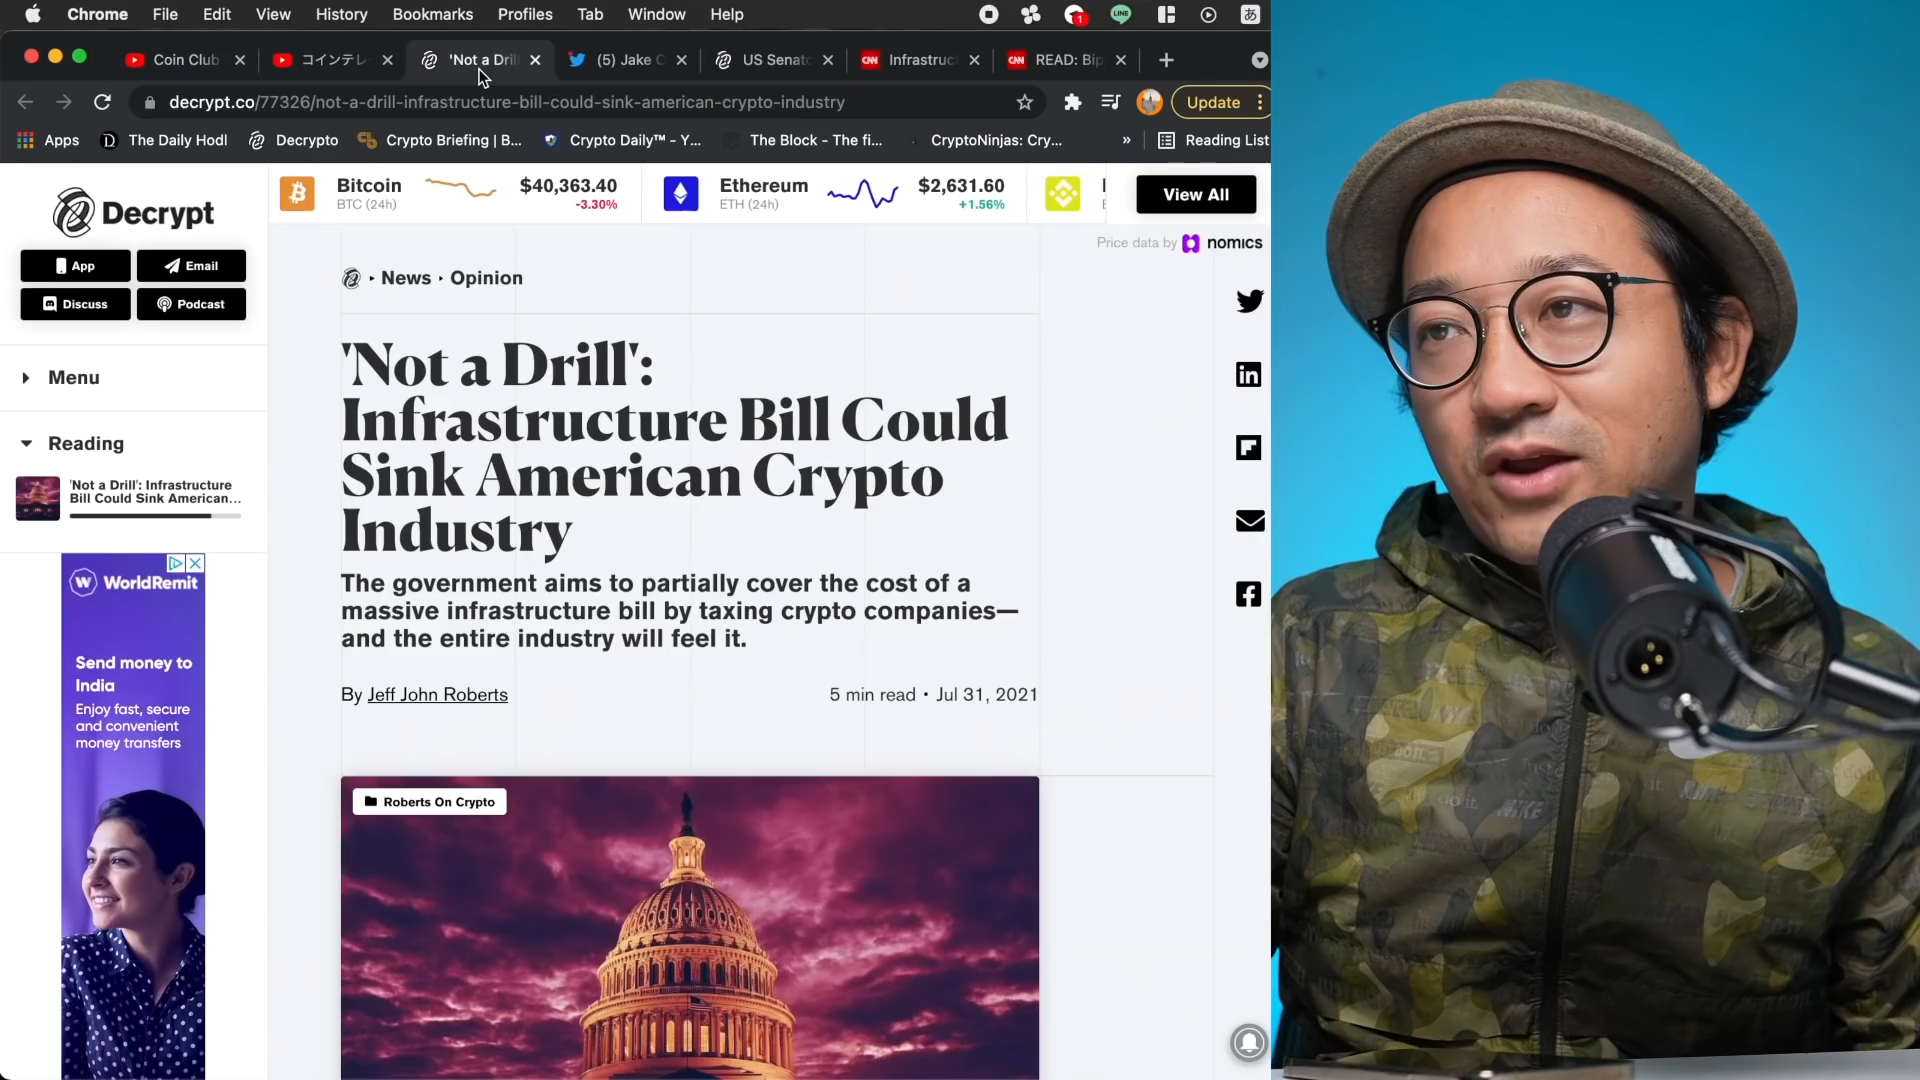 Chrome File Edit View History Bookmarks Profiles Tab Window Help
1 LINE あ
Coin Club コインテレ 'Not a Dril (5) Jake C US Senato CNN Infrastruc CNN READ: Bip
decrypt.co/77326/not-a-drill-infrastructure-bill-could-sink-american-crypto-industry
Update
Apps The Daily Hodl Decrypto Crypto Briefing | B... Crypto Daily™ - Y... The Block - The fi... CryptoNinjas: Cry... » Reading List
Decrypt
App Email
Discuss Podcast
Menu
Reading
'Not a Drill': Infrastructure
Bill Could Sink American...
WorldRemit
Send money to
India
Enjoy fast, secure
and convenient
money transfers
Bitcoin $40,363.40
BTC (24h) -3.30%
Ethereum $2,631.60
ETH (24h) +1.56%
View All
Price data by nomics
News · Opinion
'Not a Drill':
Infrastructure Bill Could
Sink American Crypto
Industry
The government aims to partially cover the cost of a
massive infrastructure bill by taxing crypto companies—
and the entire industry will feel it.
By Jeff John Roberts 5 min read • Jul 31, 2021
Roberts On Crypto
NIKE